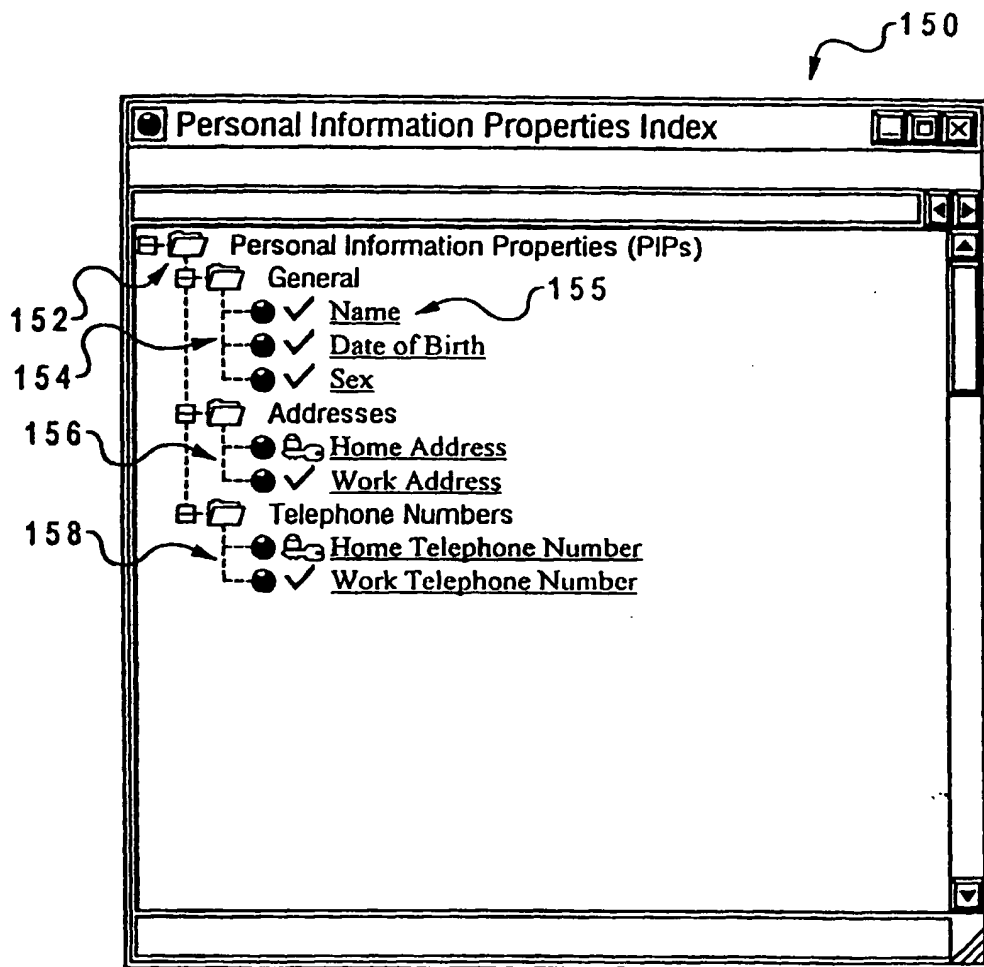 150
Personal Information Properties Index
Personal Information Properties (PIPs)
General
152
Name
155
154
Date of Birth
Sex
Addresses
156
Home Address
Work Address
Telephone Numbers
158
Home Telephone Number
Work Telephone Number